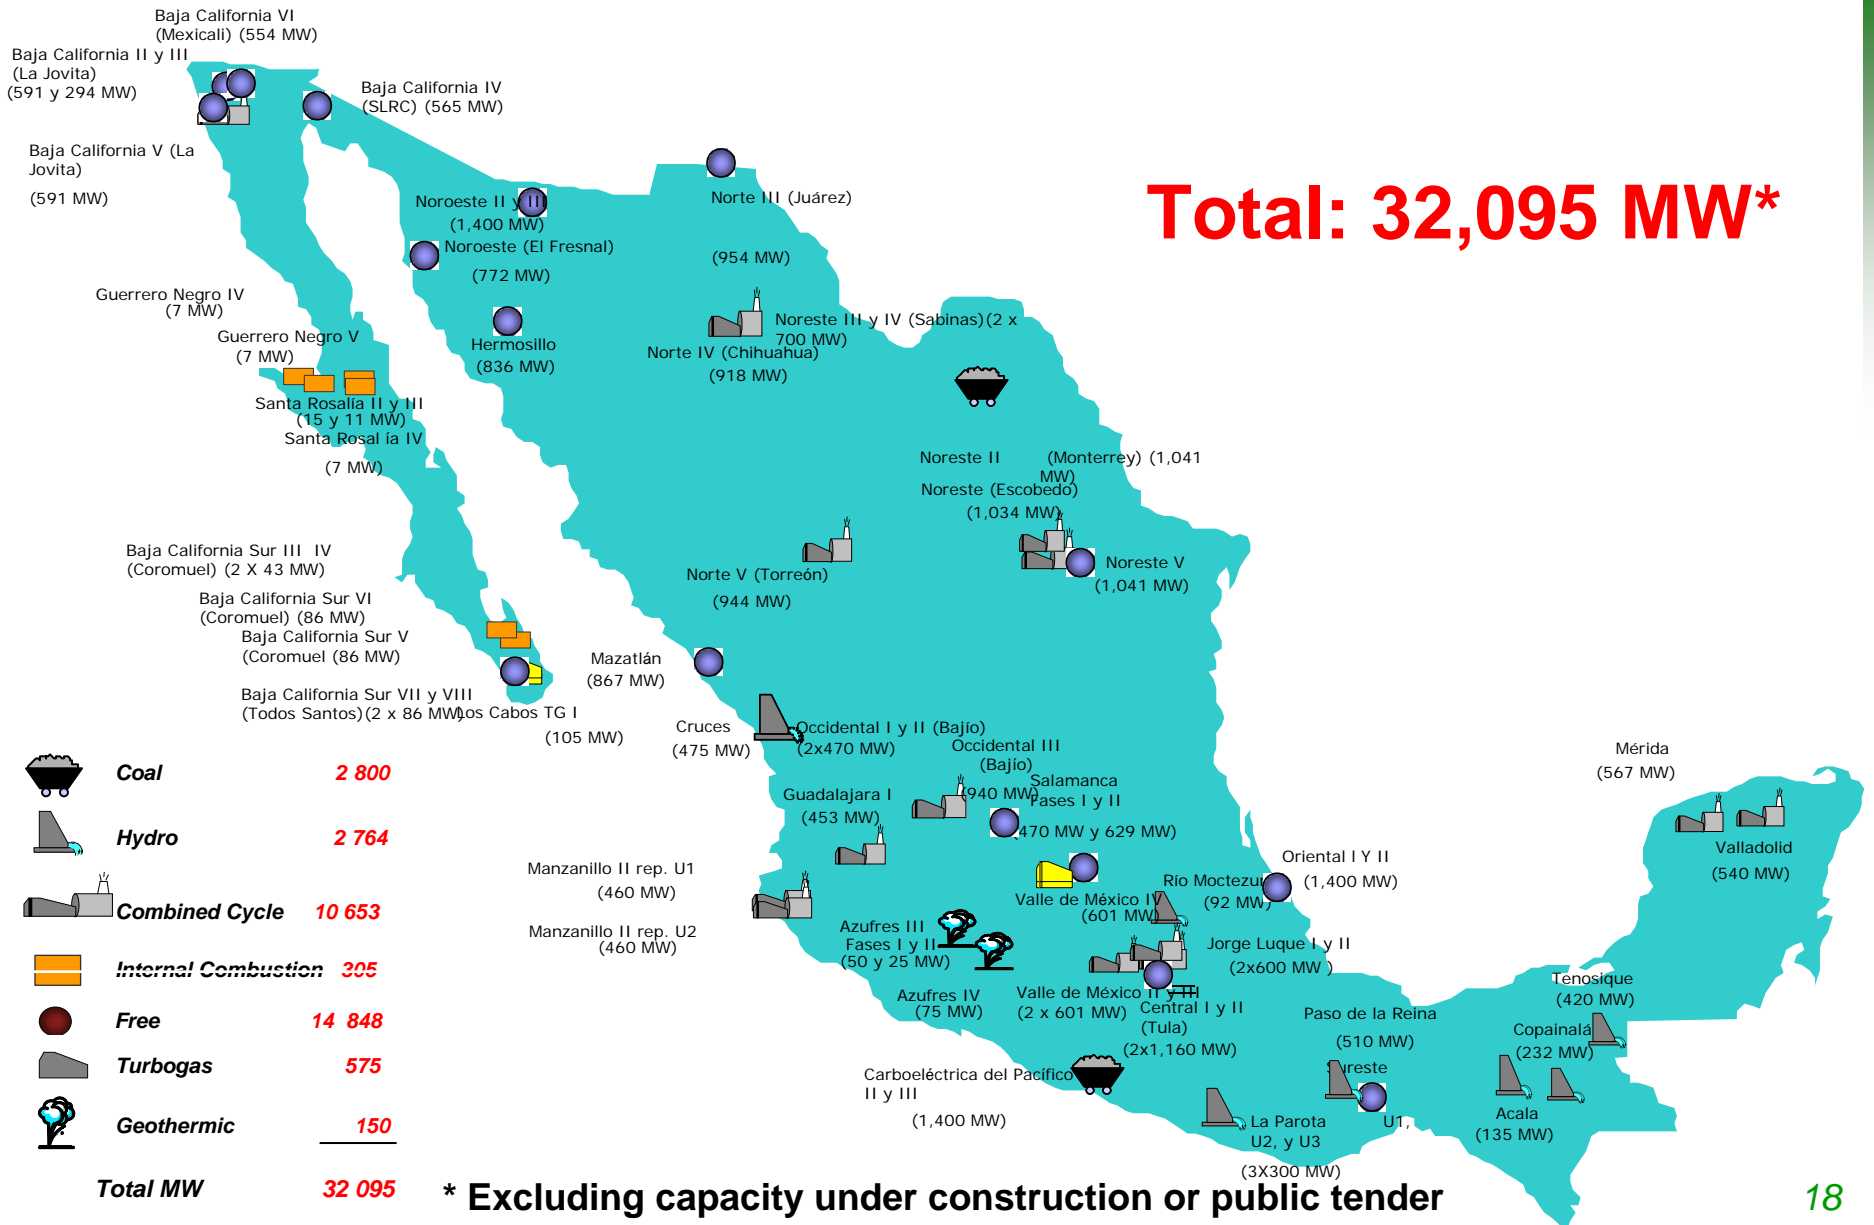 Baja California VI
(Mexicali) (554 MW)
Baja California II y III
(La Jovita)
(591 y 294 MW)
Baja California IV
(SLRC) (565 MW)
Baja California V (La
Jovita)
(591 MW)
Total: 32,095 MW*
Noroeste II y III
(1,400 MW)
Norte III (Juárez)
(954 MW)
Noroeste (El Fresnal)
(772 MW)
Guerrero Negro IV
(7 MW)
Guerrero Negro V
(7 MW)
Hermosillo
(836 MW)
Noreste III y IV (Sabinas)(2 x
700 MW)
Norte IV (Chihuahua)
(918 MW)
Santa Rosalía II y III
(15 y 11 MW)
Santa Rosal ía IV
(7 MW)
Noreste II (Monterrey) (1,041
MW)
Noreste (Escobedo)
(1,034 MW)
Noreste V
(1,041 MW)
Norte V (Torreón)
(944 MW)
Baja California Sur III IV
(Coromuel) (2 X 43 MW)
Baja California Sur VI
(Coromuel) (86 MW)
Baja California Sur V
(Coromuel (86 MW)
Baja California Sur VII y VIII
(Todos Santos)(2 x 86 MW)
Los Cabos TG I
(105 MW)
Mazatlán
(867 MW)
Cruces
(475 MW)
Occidental I y II (Bajío)
(2x470 MW)
Occidental III
(Bajío)
(940 MW)
Salamanca
Fases I y II
(470 MW y 629 MW)
Guadalajara I
(453 MW)
Mérida
(567 MW)
Valladolid
(540 MW)
Manzanillo II rep. U1
(460 MW)
Manzanillo II rep. U2
(460 MW)
Oriental I Y II
(1,400 MW)
Río Moctezu
(92 MW)
Valle de México IV
(601 MW)
Azufres III
Fases I y II
(50 y 25 MW)
Azufres IV
(75 MW)
Jorge Luque I y II
(2x600 MW )
Valle de México II y III
(2 x 601 MW)
Central I y II
(Tula)
(2x1,160 MW)
Tenosique
(420 MW)
Copainalá
(232 MW)
Paso de la Reina
(510 MW)
Sureste
Acala
(135 MW)
Carboeléctrica del Pacífico
II y III
(1,400 MW)
La Parota U1,
U2, y U3
(3X300 MW)
Coal 2 800
Hydro 2 764
Combined Cycle 10 653
Internal Combustion 305
Free 14 848
Turbogas 575
Geothermic 150
Total MW 32 095
* Excluding capacity under construction or public tender
18